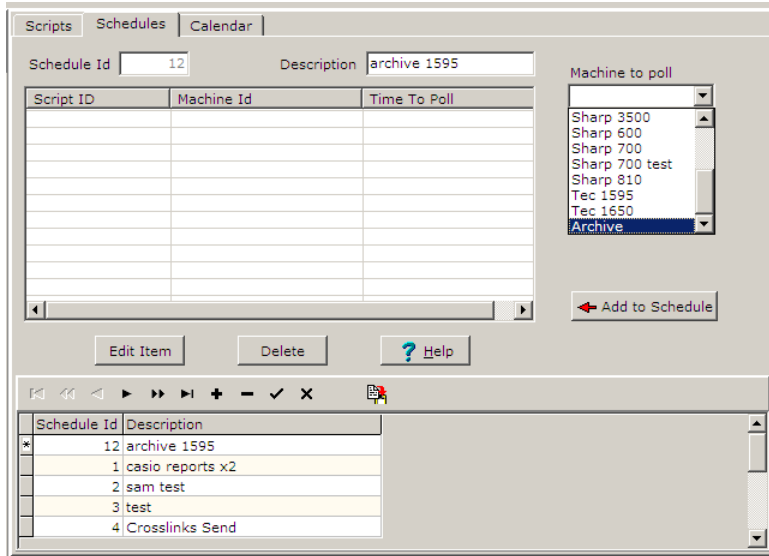 Scripts Schedules Calendar
Schedule Id 12 Description archive 1595
Machine to poll
Script ID Machine Id Time To Poll
Sharp 3500
Sharp 600
Sharp 700
Sharp 700 test
Sharp 810
Tec 1595
Tec 1650
Archive
Add to Schedule
Edit Item Delete ? Help
Schedule Id Description
* 12 archive 1595
1 casio reports x2
2 sam test
3 test
4 Crosslinks Send